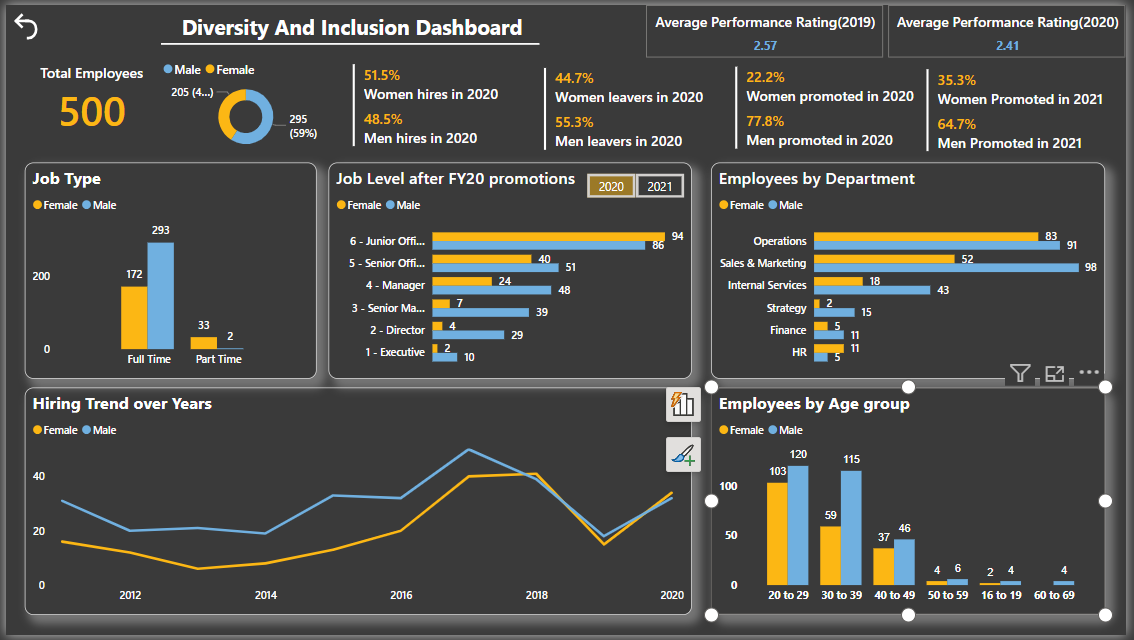 Diversity And Inclusion Dashboard
Average Performance Rating(2019)
2.57
Average Performance Rating(2020)
2.41
Total Employees
500
Male Female
205 (4...)
295
(59%)
51.5%
Women hires in 2020
48.5%
Men hires in 2020
44.7%
Women leavers in 2020
55.3%
Men leavers in 2020
22.2%
Women promoted in 2020
77.8%
Men promoted in 2020
35.3%
Women Promoted in 2021
64.7%
Men Promoted in 2021
Job Type
Female Male
200
0
172
293
33
2
Full Time
Part Time
Job Level after FY20 promotions
2020
2021
Female Male
6 - Junior Offi... 94
86
5 - Senior Offi... 40
51
4 - Manager 24
48
3 - Senior Ma... 7
39
2 - Director 4
29
1 - Executive 2
10
Employees by Department
Female Male
Operations 83
91
Sales & Marketing 52
98
Internal Services 18
43
Strategy 2
15
Finance 5
11
HR 11
5
Hiring Trend over Years
Female Male
40
20
0
2012 2014 2016 2018 2020
Employees by Age group
Female Male
100
50
0
103 120
59 115
37 46
4 6
2 4
4
20 to 29 30 to 39 40 to 49 50 to 59 16 to 19 60 to 69